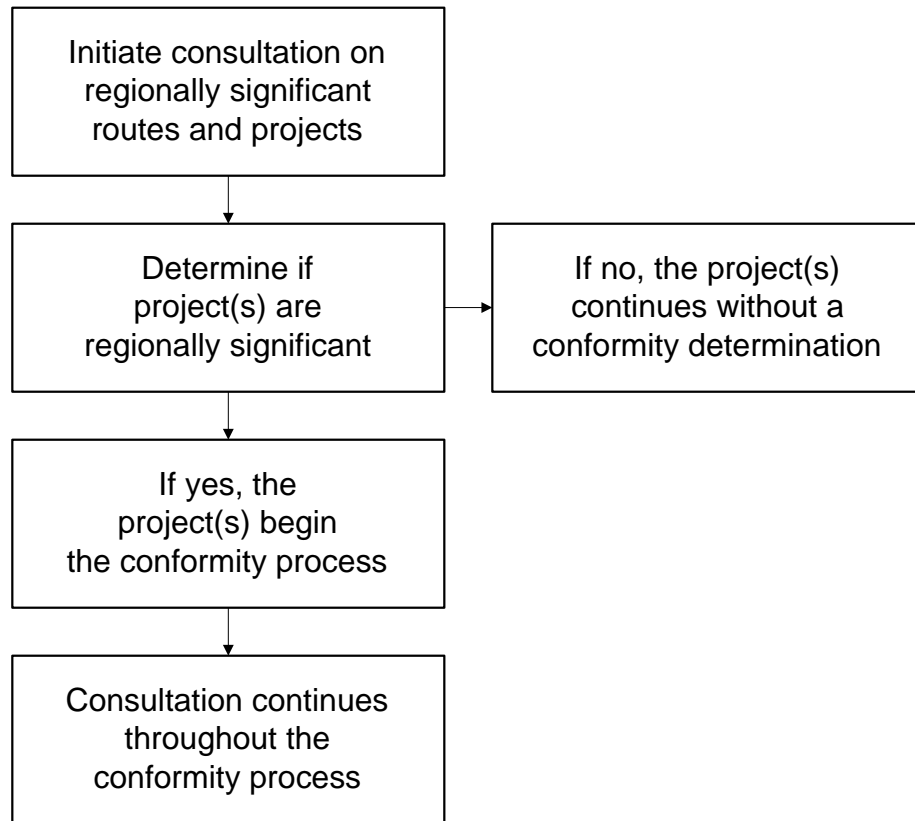 Initiate consultation on
regionally significant
routes and projects
Determine if
project(s) are
regionally significant
If no, the project(s)
continues without a
conformity determination
If yes, the
project(s) begin
the conformity process
Consultation continues
throughout the
conformity process